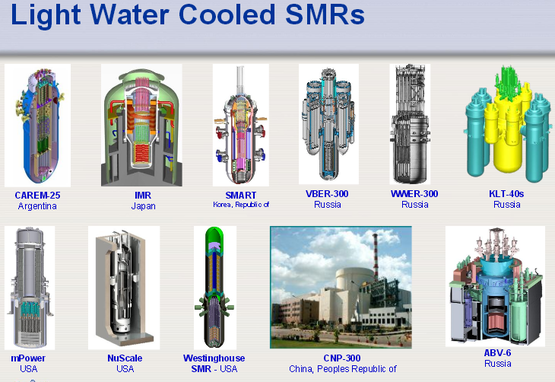 Light Water Cooled SMRs
CAREM-25
Argentina
IMR
Japan
SMART
Korea, Republic of
VBER-300
Russia
WWER-300
Russia
KLT-40s
Russia
mPower
USA
NuScale
USA
Westinghouse
SMR - USA
CNP-300
China, Peoples Republic of
ABV-6
Russia